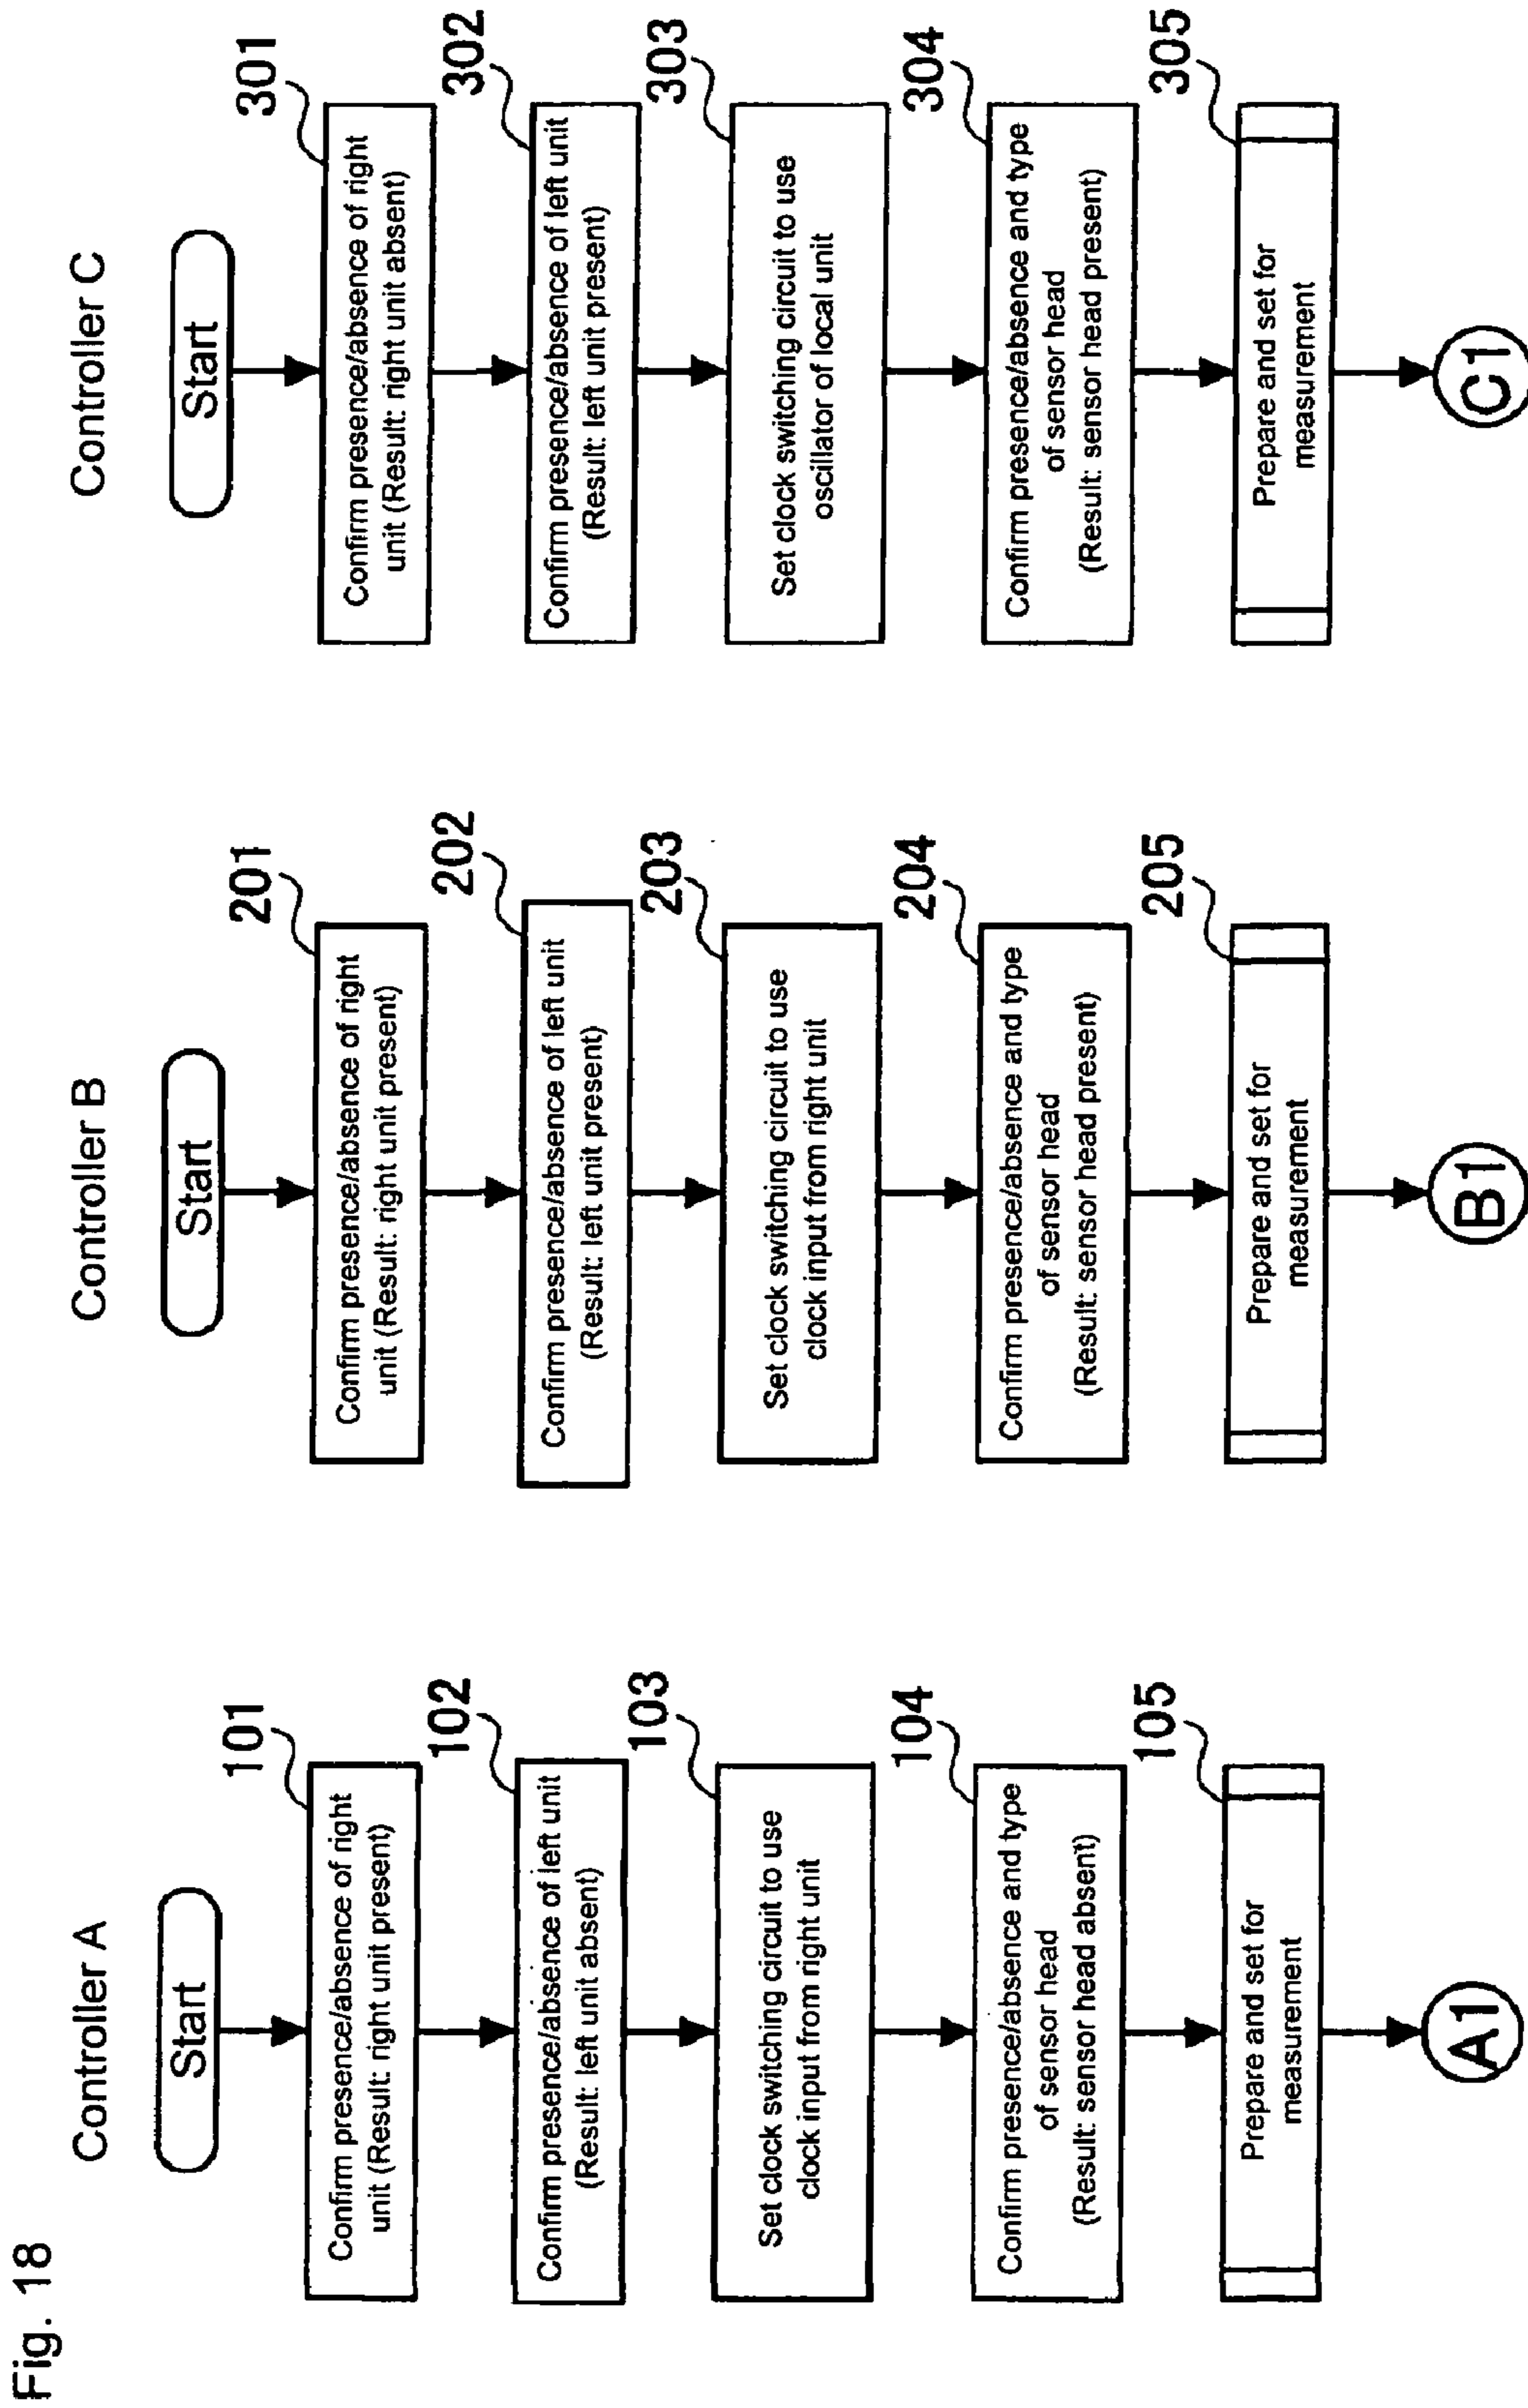 Fig. 18
Controller A
Start
101
Confirm presence/absence of right
unit (Result: right unit present)
102
Confirm presence/absence of left unit
(Result: left unit absent)
103
Set clock switching circuit to use
clock input from right unit
104
Confirm presence/absence and type
of sensor head
(Result: sensor head absent)
105
Prepare and set for
measurement
A1
Controller B
Start
201
Confirm presence/absence of right
unit (Result: right unit present)
202
Confirm presence/absence of left unit
(Result: left unit present)
203
Set clock switching circuit to use
clock input from right unit
204
Confirm presence/absence and type
of sensor head
(Result: sensor head present)
205
Prepare and set for
measurement
B1
Controller C
Start
301
Confirm presence/absence of right
unit (Result: right unit absent)
302
Confirm presence/absence of left unit
(Result: left unit present)
303
Set clock switching circuit to use
oscillator of local unit
304
Confirm presence/absence and type
of sensor head
(Result: sensor head present)
305
Prepare and set for
measurement
C1